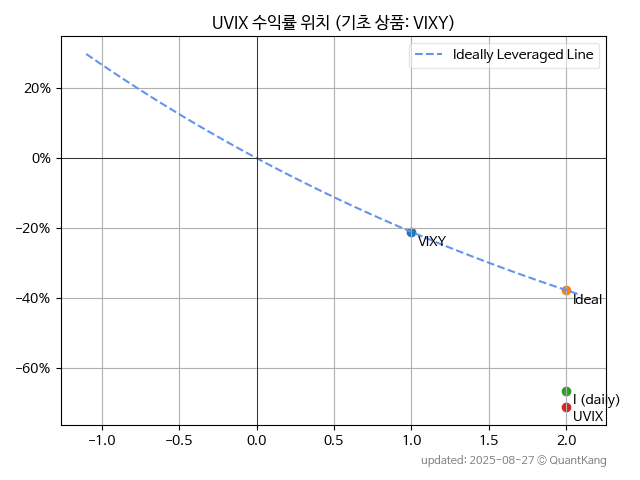 UVIX 수익률 위치 (기초 상품: VIXY)
Ideally Leveraged Line
20%
0%
−20%
−40%
−60%
VIXY
Ideal
I (daily)
UVIX
−1.0
−0.5
0.0
0.5
1.0
1.5
2.0
updated: 2025-08-27 © QuantKang